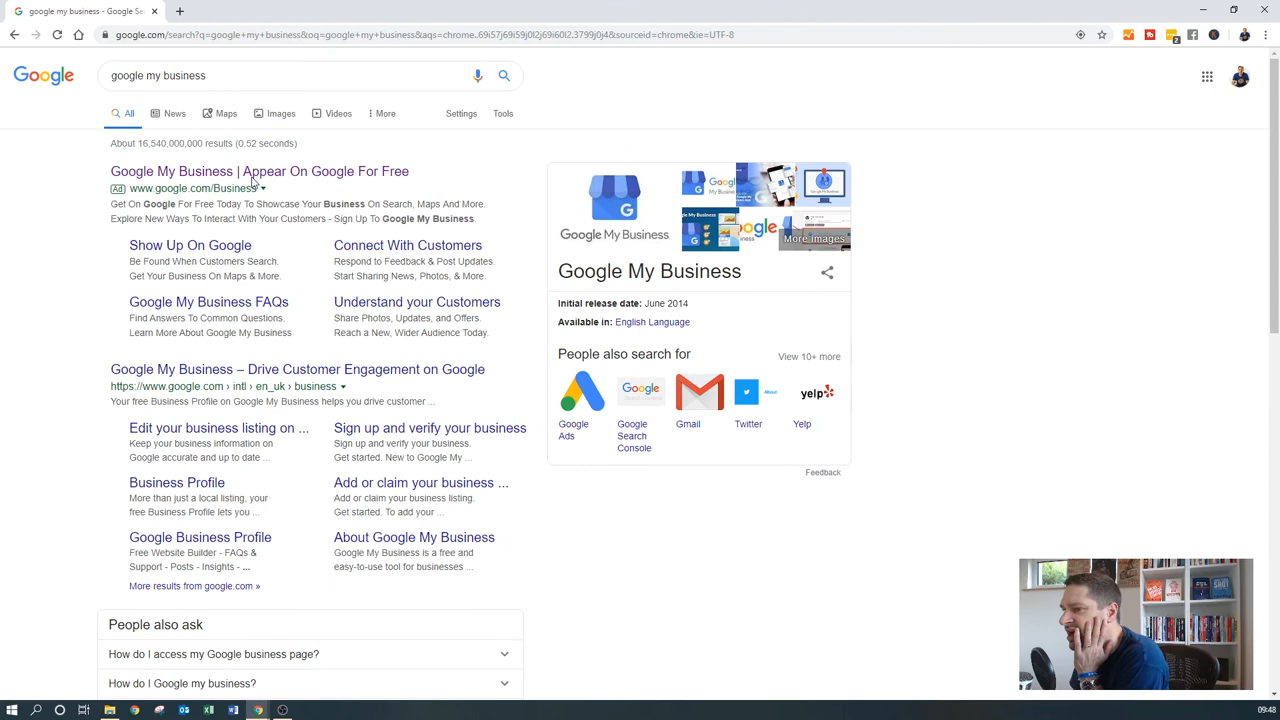 google my business - Google Se
google.com/search?q=google+my+business&oq=google+my+business&aqs=chrome..69i57j69i60l2j69i60l2.3799j0j4&sourceid=chrome&ie=UTF-8
2
Google
google my business
All
News
Maps
Images
Videos
More
Settings
Tools
About 16,540,000,000 results (0.52 seconds)
Google My Business | Appear On Google For Free
Ad www.google.com/Business
Get On Google For Free Today To Showcase Your Business On Search, Maps And More.
Explore New Ways To Interact With Your Customers - Sign Up To Google My Business.
Show Up On Google
Be Found When Customers Search.
Get Your Business On Maps & More.
Connect With Customers
Respond to Feedback & Post Updates.
Start Sharing News, Photos, & More.
Google My Business FAQs
Find Answers To Common Questions.
Learn More About Google My Business
Understand your Customers
Share Photos, Updates, and Offers.
Reach a New, Wider Audience Today.
Google My Business – Drive Customer Engagement on Google
https://www.google.com › intl › en_uk › business
Your free Business Profile on Google My Business helps you drive customer ...
Edit your business listing on ...
Keep your business information on
Google accurate and up to date ...
Sign up and verify your business
Sign up and verify your business.
Get started. New to Google My ...
Business Profile
More than just a local listing, your
free Business Profile lets you ...
Add or claim your business ...
Add or claim your business listing.
Get started. To add your ...
Google Business Profile
Free Website Builder - FAQs &
Support - Posts - Insights - ...
About Google My Business
Google My Business is a free and
easy-to-use tool for businesses ...
More results from google.com »
People also ask
How do I access my Google business page?
How do I Google my business?
Google My Business
More Images
Google My Business
Initial release date: June 2014
Available in: English Language
People also search for
View 10+ more
Google
yelp
Google
Ads
Google
Search
Console
Gmail
Twitter
Yelp
Feedback
09:48